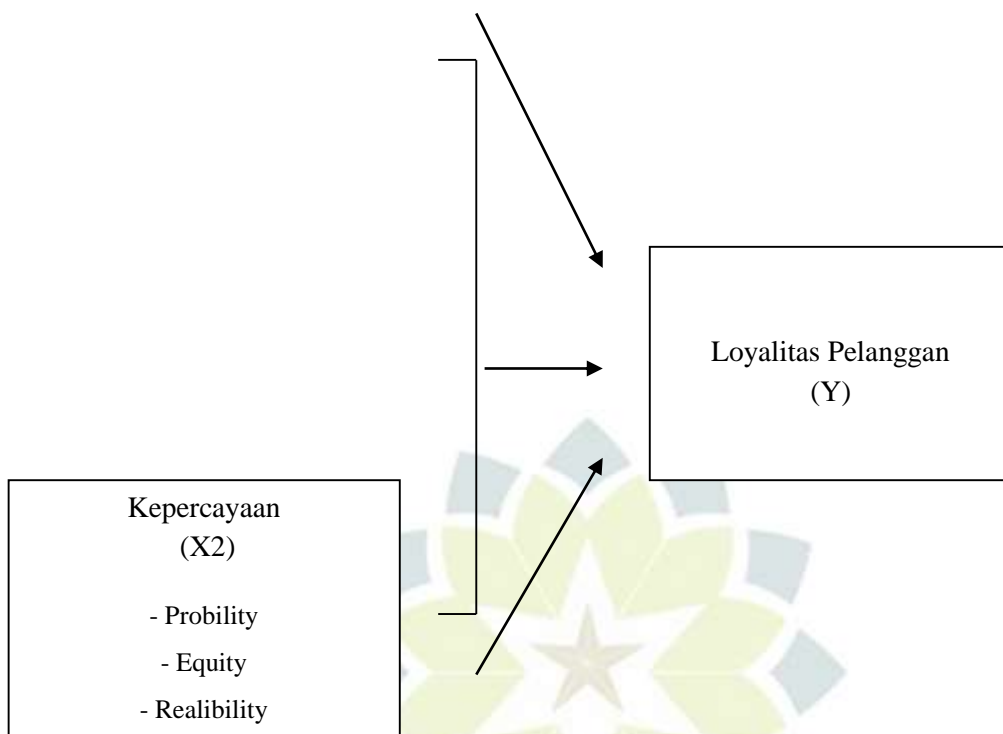 Loyalitas Pelanggan
(Y)
Kepercayaan
(X2)
- Probility
- Equity
- Realibility